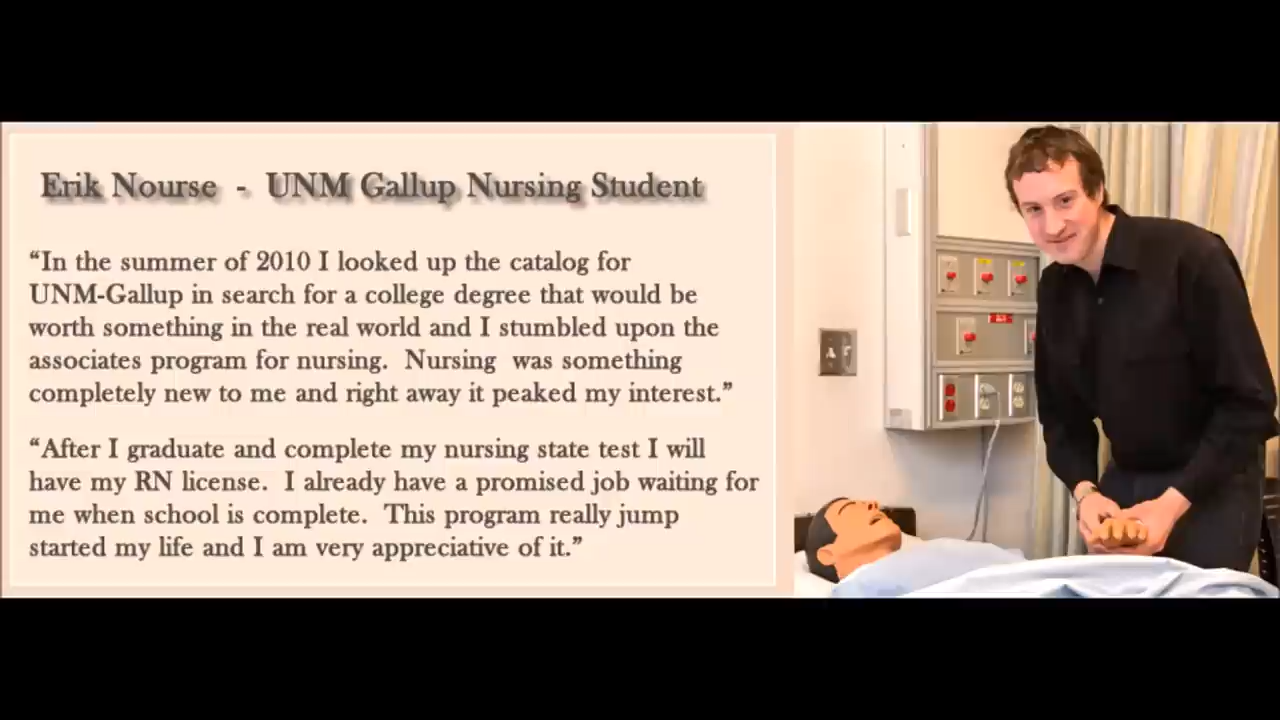 Erik Nourse - UNM Gallup Nursing Student
“In the summer of 2010 I looked up the catalog for
UNM-Gallup in search for a college degree that would be
worth something in the real world and I stumbled upon the
associates program for nursing. Nursing was something
completely new to me and right away it peaked my interest.”
“After I graduate and complete my nursing state test I will
have my RN license. I already have a promised job waiting for
me when school is complete. This program really jump
started my life and I am very appreciative of it.”